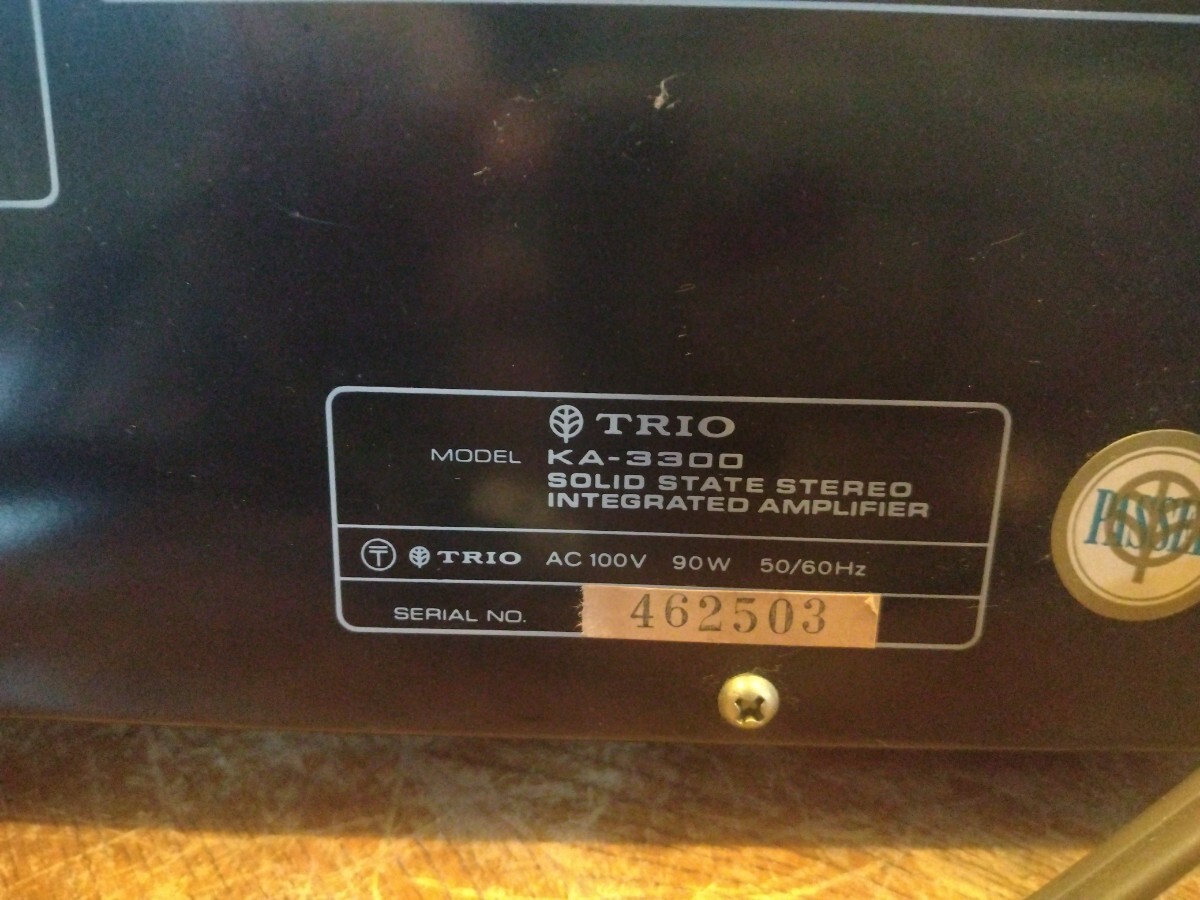 TRIO
MODEL KA-3300
SOLID STATE STEREO
INTEGRATED AMPLIFIER
TRIO AC 100V 90W 50/60Hz
SERIAL NO. 462503